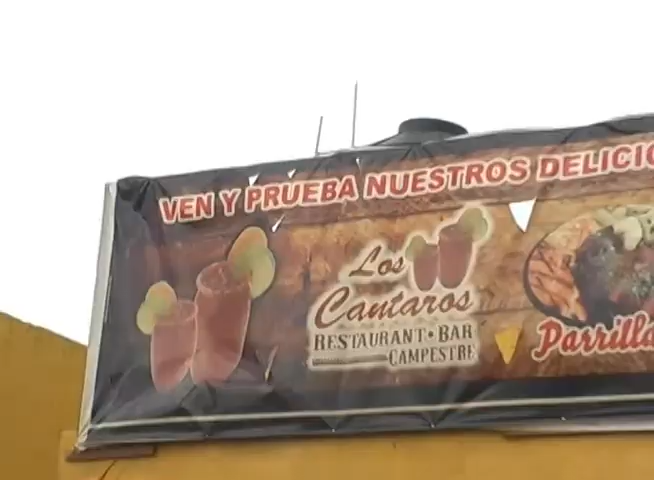 VEN Y PRUEBA NUESTROS DELICIO
Los
Cantaros
RESTAURANT • BAR
CAMPESTRE
Parrilla